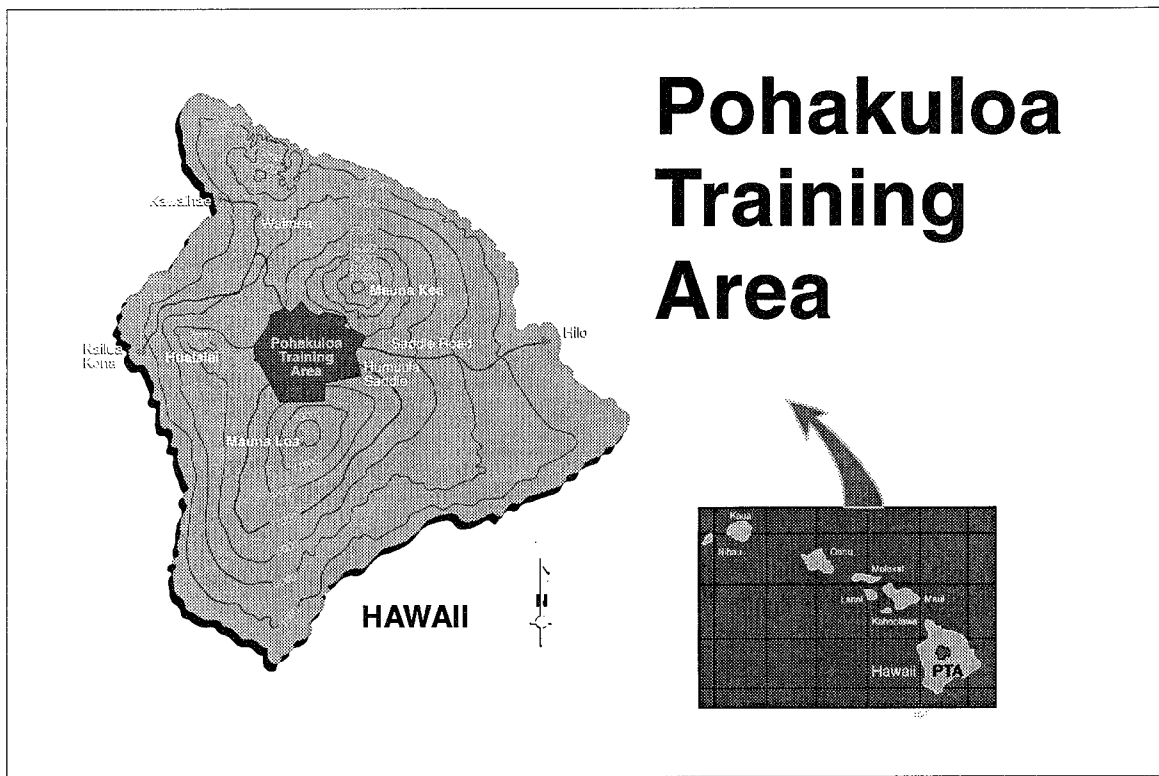 Pohakuloa
Training
Area
Kawaihae
Waimea
Mauna Kea
Pohakuloa
Training
Area
Saddle Road
Hilo
Kailua
Kona
Hualalai
Humuula
Saddle
Mauna Loa
HAWAII
N
Kauai
Niihau
Oahu
Molokai
Lanai
Maui
Kahoolawe
Hawaii
PTA